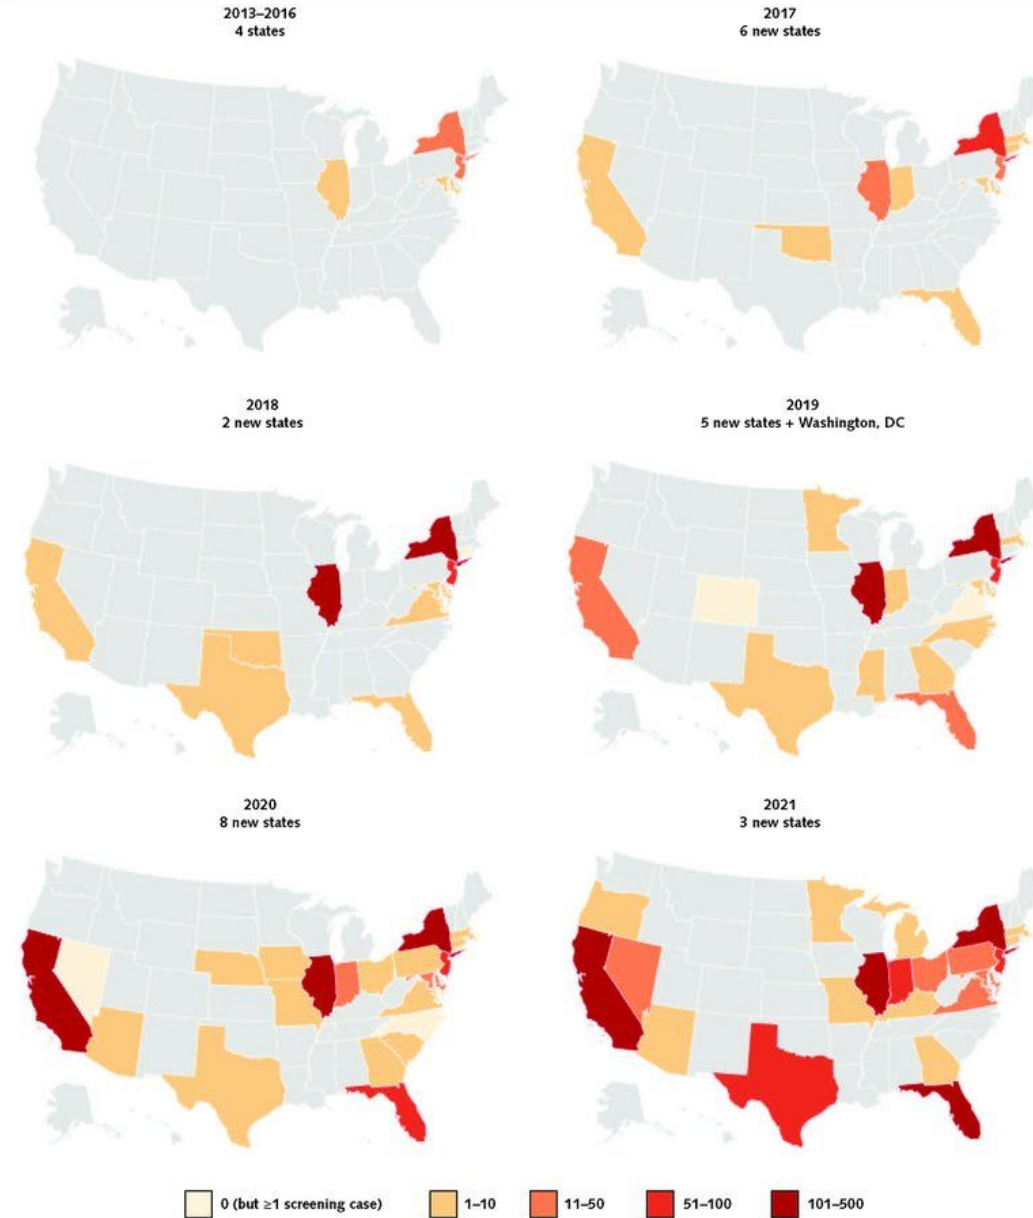 2013–2016
4 states
2017
6 new states
2018
2 new states
2019
5 new states + Washington, DC
2020
8 new states
2021
3 new states
0 (but ≥1 screening case)
1–10
11–50
51–100
101–500